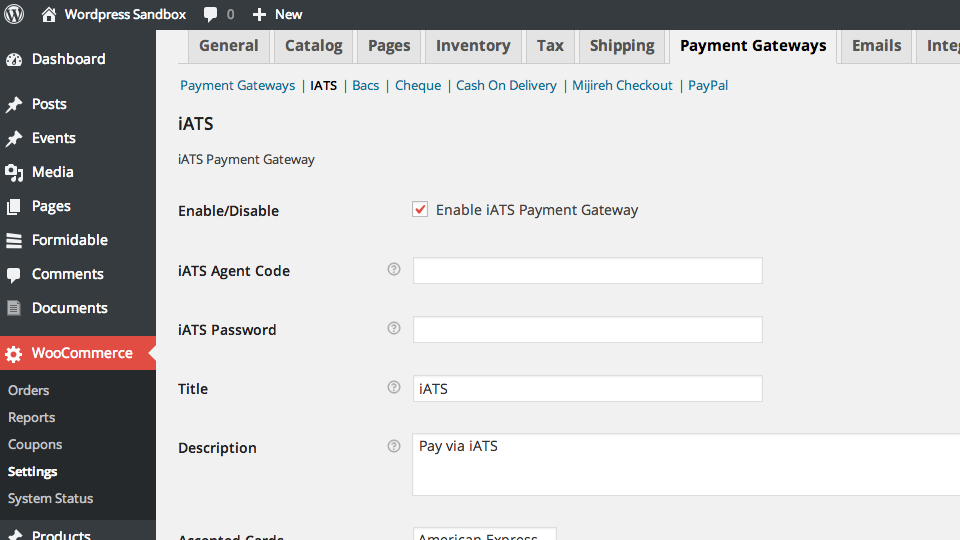 Wordpress Sandbox 0 New
General Catalog Pages Inventory Tax Shipping Payment Gateways Emails
Payment Gateways | iATS | Bacs | Cheque | Cash On Delivery | Mijireh Checkout | PayPal
iATS
iATS Payment Gateway
Enable/Disable Enable iATS Payment Gateway
iATS Agent Code
iATS Password
Title iATS
Description Pay via iATS
Accepted Cards American Express
Dashboard
Posts
Events
Media
Pages
Formidable
Comments
Documents
WooCommerce
Orders
Reports
Coupons
Settings
System Status
Products